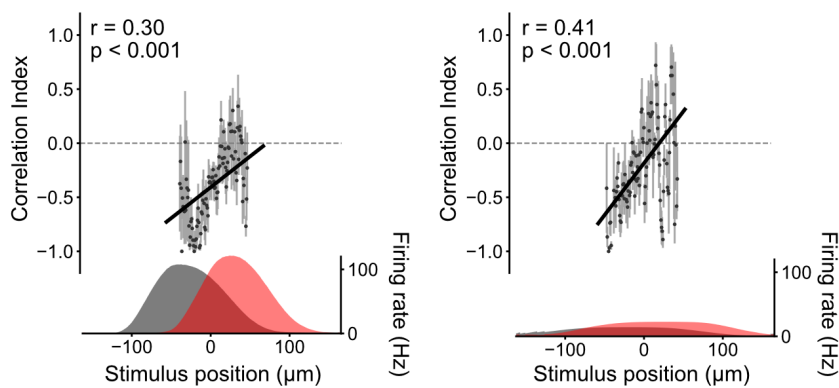 r = 0.30
p < 0.001
Correlation Index
1.0
0.5
0.0
−0.5
−1.0
Firing rate (Hz)
100
0
−100
0
100
Stimulus position (μm)
r = 0.41
p < 0.001
Correlation Index
1.0
0.5
0.0
−0.5
−1.0
Firing rate (Hz)
100
0
−100
0
100
Stimulus position (μm)